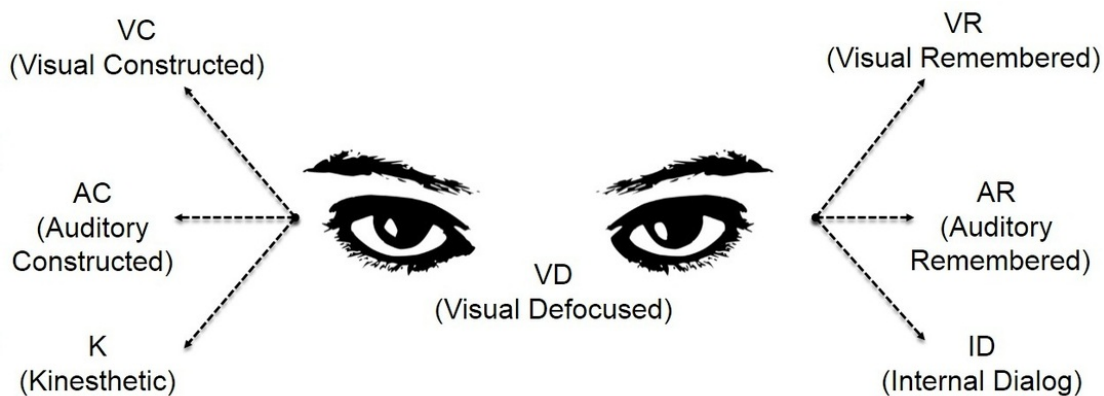 VC
(Visual Constructed)
VR
(Visual Remembered)
AC
(Auditory
Constructed)
AR
(Auditory
Remembered)
VD
(Visual Defocused)
K
(Kinesthetic)
ID
(Internal Dialog)